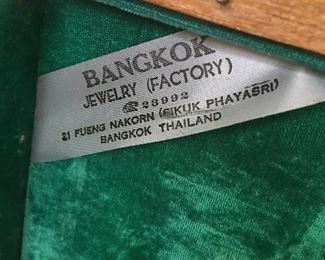 BANGKOK
JEWELRY (FACTORY)
☎ 28992
21 FUENG NAKORN (SIKUK PHAYASRI)
BANGKOK THAILAND